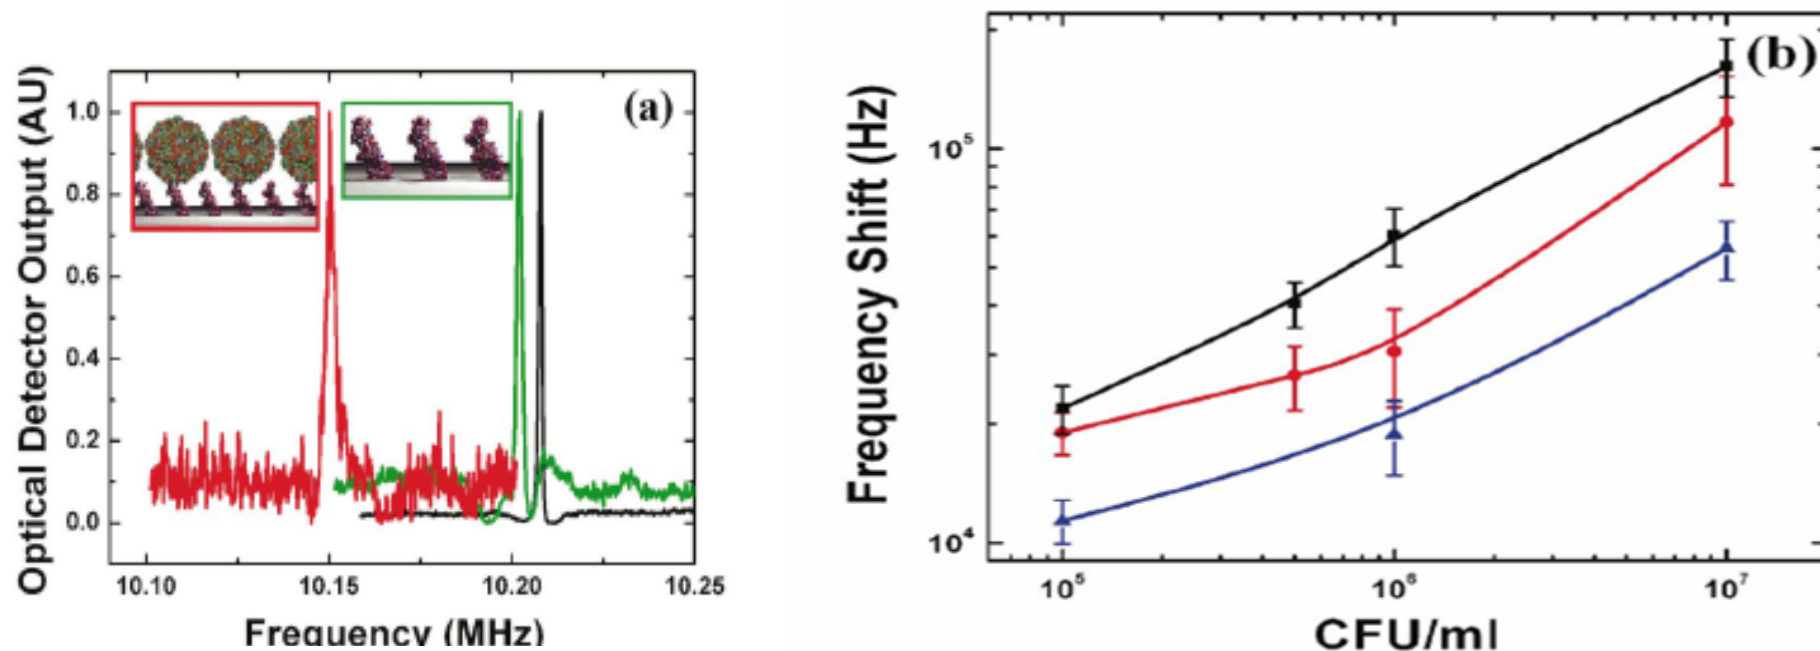 (a)
Optical Detector Output (AU)
1.0
0.8
0.6
0.4
0.2
0.0
10.10 10.15 10.20 10.25
Frequency (MHz)
(b)
Frequency Shift (Hz)
10⁵
10⁴
10⁵ 10⁶ 10⁷
CFU/ml